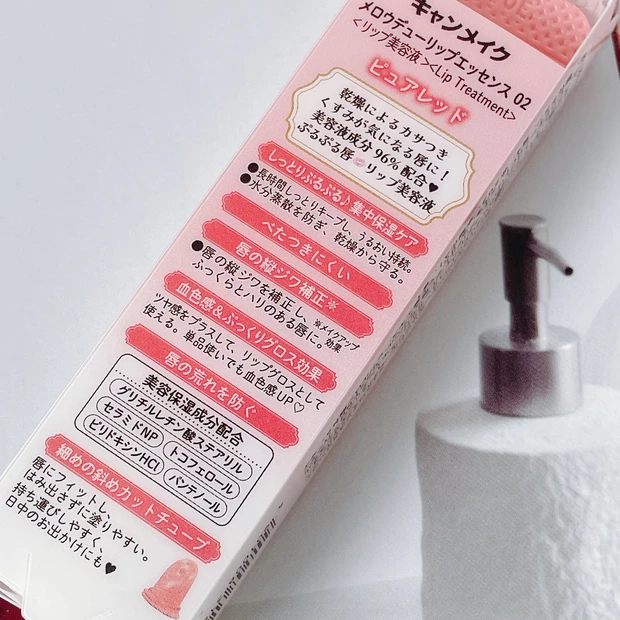 キャンメイク
メロウデューリップエッセンス 02
＜リップ美容液＞<Lip Treatment>
ピュアレッド
乾燥によるカサつき
くすみが気になる唇に！
美容液成分 96% 配合♥
ぷるぷる唇 リップ美容液
しっとりぷるぷる♪ 集中保湿ケア
●長時間しっとりキープし、うるおい持続。
●水分蒸散を防ぎ、乾燥から守る。
べたつきにくい
唇の縦ジワ補正※
●唇の縦ジワを補正し、
ふっくらとハリのある唇に。
※メイクアップ
効果
血色感&ぷっくりグロス効果
ツヤ感をプラスして、リップグロスとして
使える。単品使いでも血色感UP♡
唇の荒れを防ぐ
美容保湿成分配合
グリチルレチン酸ステアリル
セラミドNP
トコフェロール
ピリドキシンHCl
パンテノール
細めの斜めカットチューブ
唇にフィットし、
はみ出さずに塗りやすい。
持ち運びしやすく、
日中のお出かけにも♥